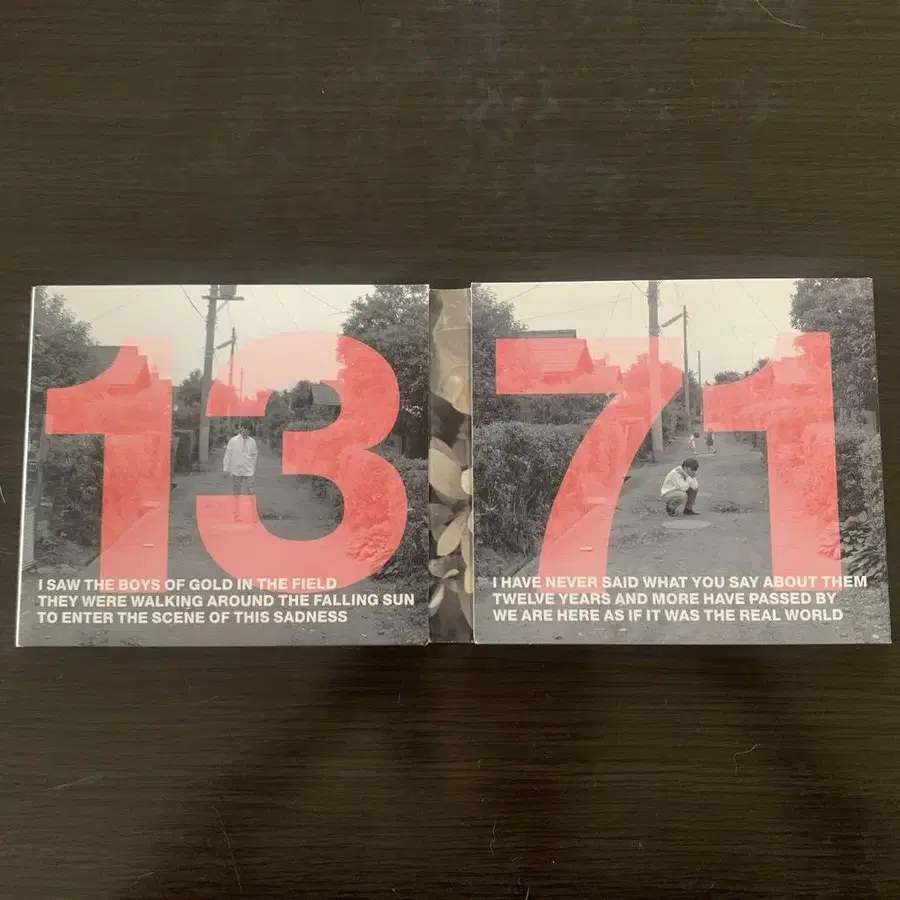 13
I SAW THE BOYS OF GOLD IN THE FIELD
THEY WERE WALKING AROUND THE FALLING SUN
TO ENTER THE SCENE OF THIS SADNESS
71
I HAVE NEVER SAID WHAT YOU SAY ABOUT THEM
TWELVE YEARS AND MORE HAVE PASSED BY
WE ARE HERE AS IF IT WAS THE REAL WORLD